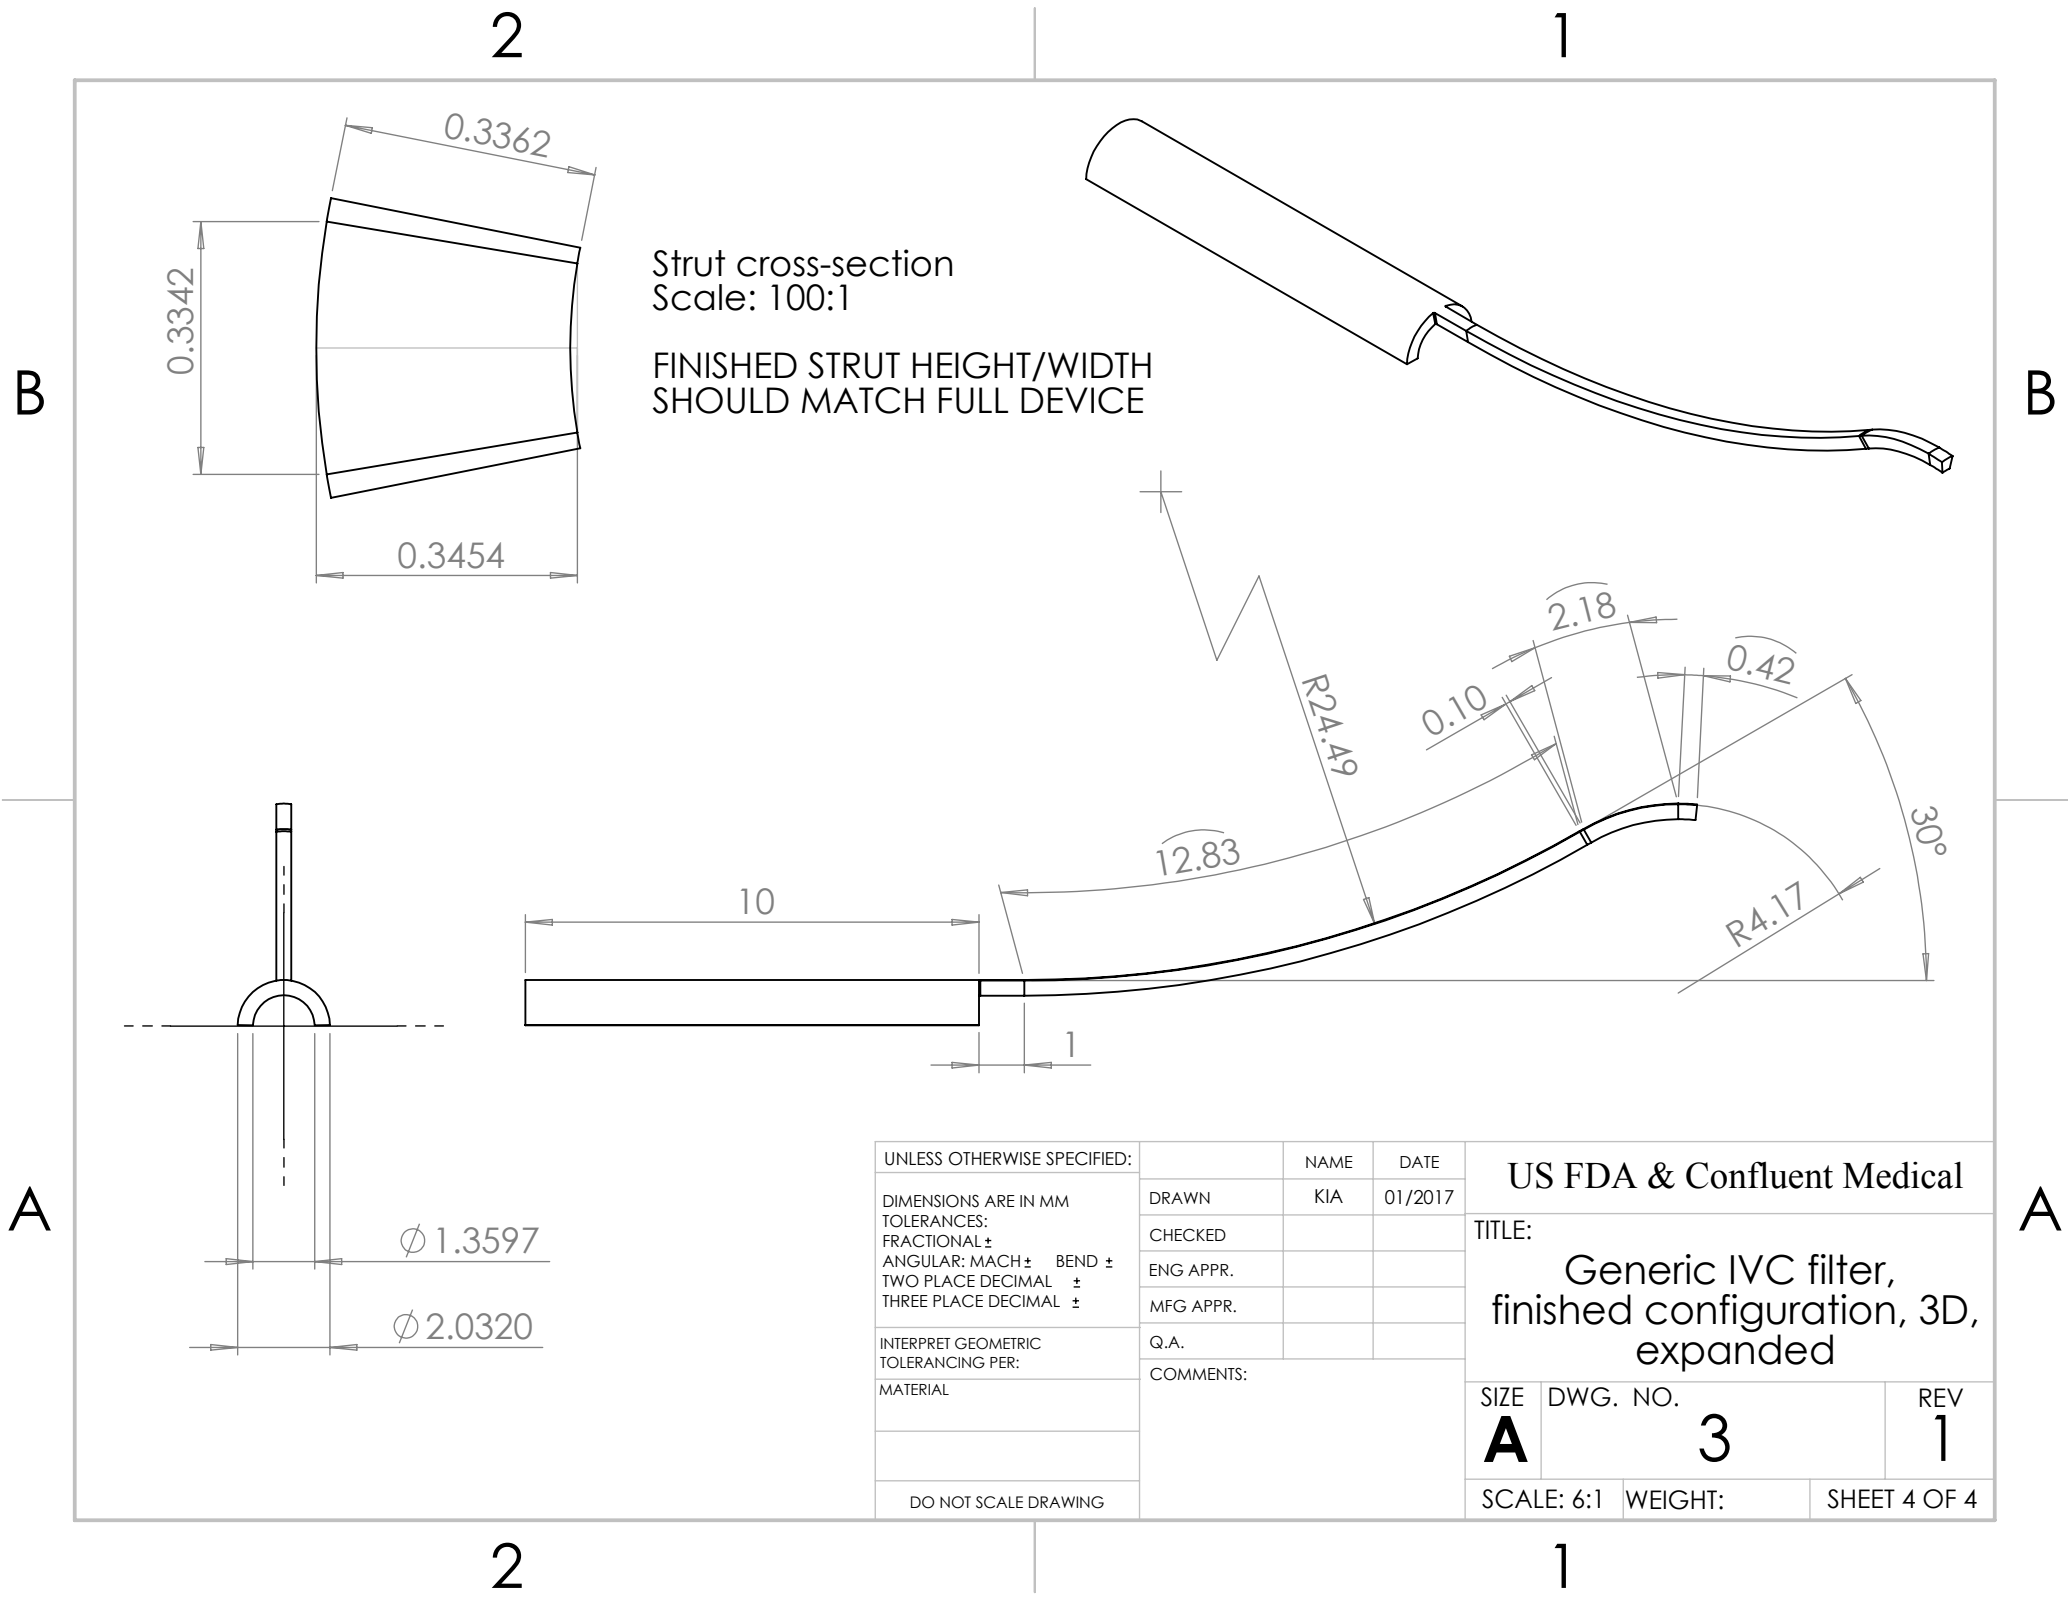 2
1
B
B
A
A
0.3362
0.3342
0.3454
Strut cross-section
Scale: 100:1
FINISHED STRUT HEIGHT/WIDTH
SHOULD MATCH FULL DEVICE
R24.49
0.10
2.18
0.42
30°
R4.17
12.83
10
1
∅1.3597
∅2.0320
UNLESS OTHERWISE SPECIFIED:
DIMENSIONS ARE IN MM
TOLERANCES:
FRACTIONAL ±
ANGULAR: MACH ± BEND ±
TWO PLACE DECIMAL ±
THREE PLACE DECIMAL ±
INTERPRET GEOMETRIC
TOLERANCING PER:
MATERIAL
DO NOT SCALE DRAWING
NAME DATE
DRAWN KIA 01/2017
CHECKED
ENG APPR.
MFG APPR.
Q.A.
COMMENTS:
US FDA & Confluent Medical
TITLE:
Generic IVC filter,
finished configuration, 3D,
expanded
SIZE DWG. NO. REV
A 3 1
SCALE: 6:1 WEIGHT: SHEET 4 OF 4
2
1